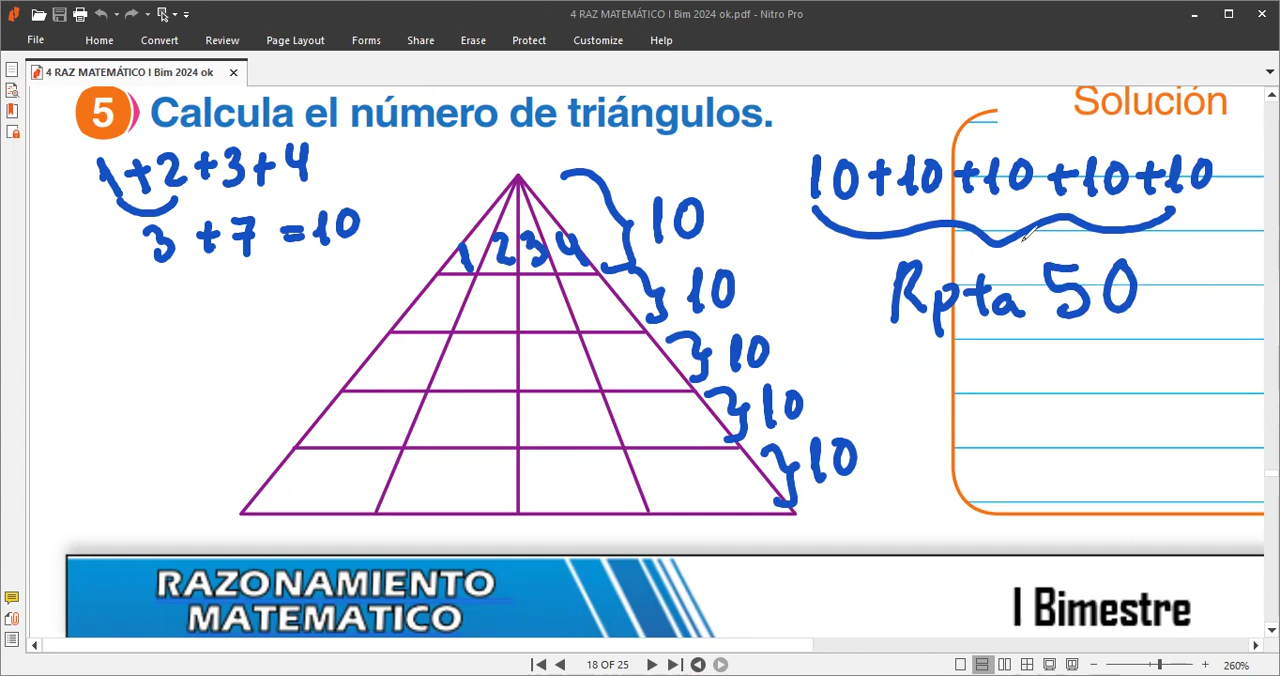 4 RAZ MATEMÁTICO I Bim 2024 ok.pdf - Nitro Pro
File Home Convert Review Page Layout Forms Share Erase Protect Customize Help
4 RAZ MATEMÁTICO I Bim 2024 ok
5 Calcula el número de triángulos.
Solución
1+2+3+4
3 +7 =10
1 2 3 4
10
10
10
10
10
10+10+10+10+10
Rpta 50
RAZONAMIENTO
MATEMATICO
I Bimestre
18 OF 25
260%